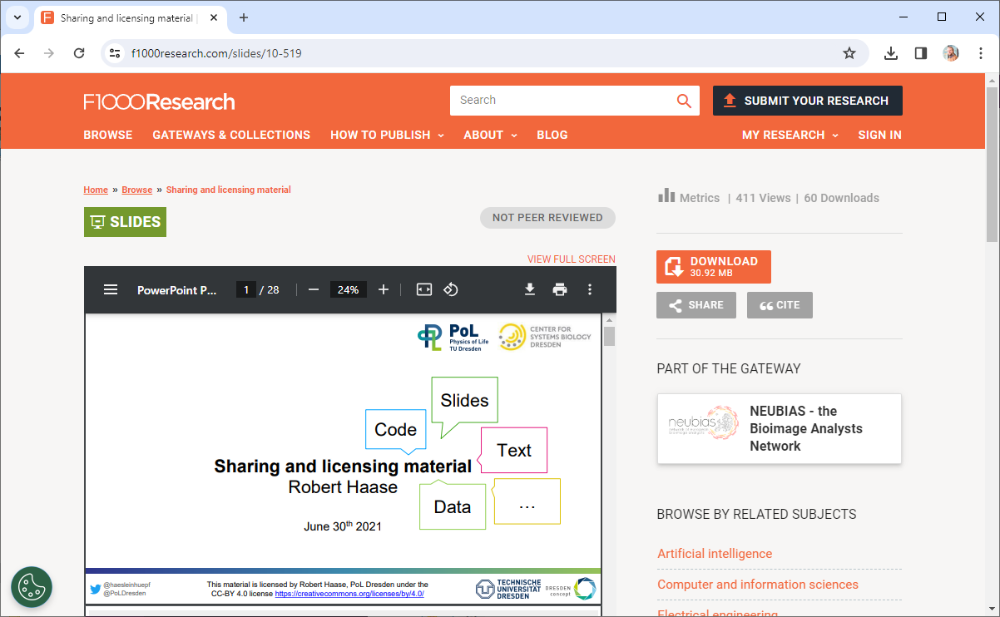 Sharing and licensing material |
f1000research.com/slides/10-519
F1000Research
Search
SUBMIT YOUR RESEARCH
BROWSE GATEWAYS & COLLECTIONS HOW TO PUBLISH ABOUT BLOG MY RESEARCH SIGN IN
Home » Browse » Sharing and licensing material
SLIDES
NOT PEER REVIEWED
VIEW FULL SCREEN
PowerPoint P... 1 / 28 24%
PoL
Physics of Life
TU Dresden
CENTER FOR
SYSTEMS BIOLOGY
DRESDEN
Slides
Code
Text
Sharing and licensing material
Robert Haase
Data
...
June 30th 2021
@haesleinhuepf
@PoLDresden
This material is licensed by Robert Haase, PoL Dresden under the
CC-BY 4.0 license https://creativecommons.org/licenses/by/4.0/
TECHNISCHE
UNIVERSITÄT
DRESDEN
DRESDEN
concept
Metrics | 411 Views | 60 Downloads
DOWNLOAD
30.92 MB
SHARE
CITE
PART OF THE GATEWAY
neubias
NEUBIAS - the
Bioimage Analysts
Network
BROWSE BY RELATED SUBJECTS
Artificial intelligence
Computer and information sciences
Electrical engineering